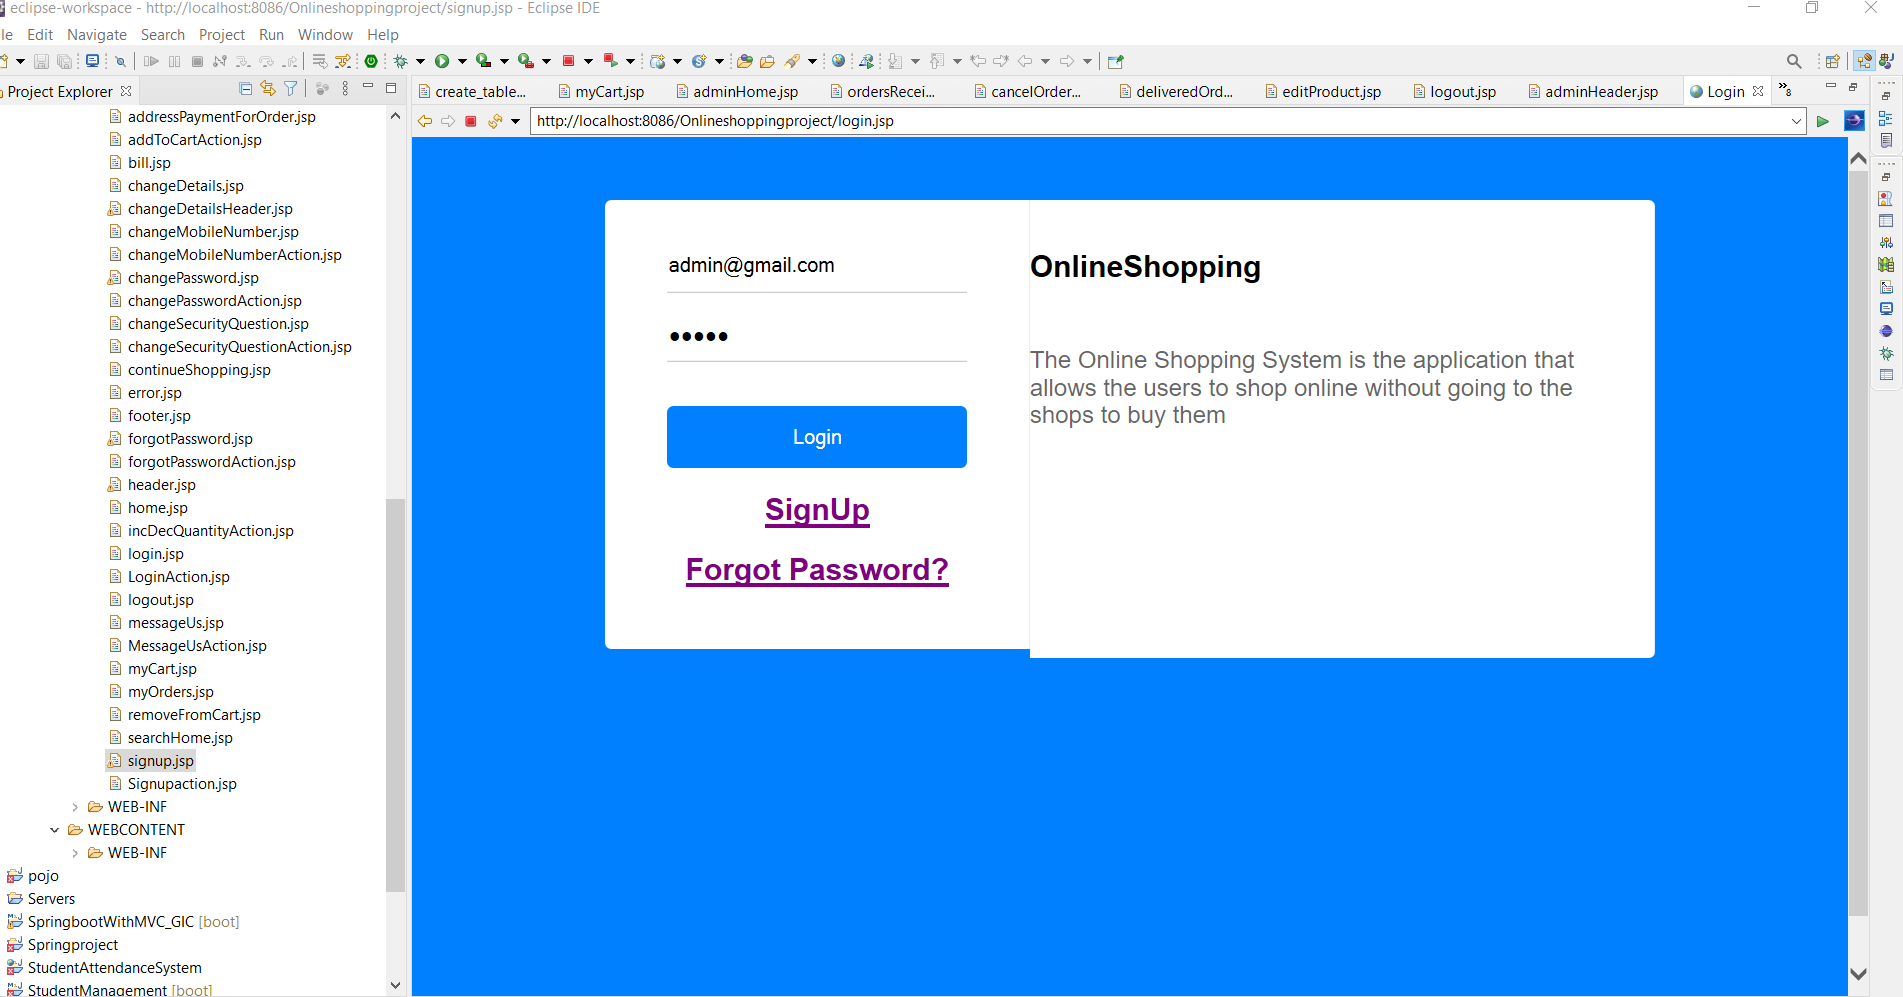 eclipse-workspace - http://localhost:8086/Onlineshoppingproject/signup.jsp - Eclipse IDE
le Edit Navigate Search Project Run Window Help
Project Explorer
create_table...
myCart.jsp
adminHome.jsp
ordersRecei...
cancelOrder...
deliveredOrd...
editProduct.jsp
logout.jsp
adminHeader.jsp
Login
»8
http://localhost:8086/Onlineshoppingproject/login.jsp
addressPaymentForOrder.jsp
addToCartAction.jsp
bill.jsp
changeDetails.jsp
changeDetailsHeader.jsp
changeMobileNumber.jsp
changeMobileNumberAction.jsp
changePassword.jsp
changePasswordAction.jsp
changeSecurityQuestion.jsp
changeSecurityQuestionAction.jsp
continueShopping.jsp
error.jsp
footer.jsp
forgotPassword.jsp
forgotPasswordAction.jsp
header.jsp
home.jsp
incDecQuantityAction.jsp
login.jsp
LoginAction.jsp
logout.jsp
messageUs.jsp
MessageUsAction.jsp
myCart.jsp
myOrders.jsp
removeFromCart.jsp
searchHome.jsp
signup.jsp
Signupaction.jsp
WEB-INF
WEBCONTENT
WEB-INF
pojo
Servers
SpringbootWithMVC_GIC [boot]
Springproject
StudentAttendanceSystem
StudentManagement [boot]
admin@gmail.com
•••••
Login
SignUp
Forgot Password?
OnlineShopping
The Online Shopping System is the application that
allows the users to shop online without going to the
shops to buy them